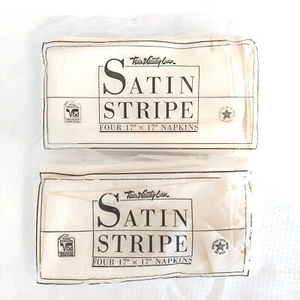 SATIN
STRIPE
FOUR 17" × 17" NAPKINS
SATIN
STRIPE
FOUR 17" × 17" NAPKINS